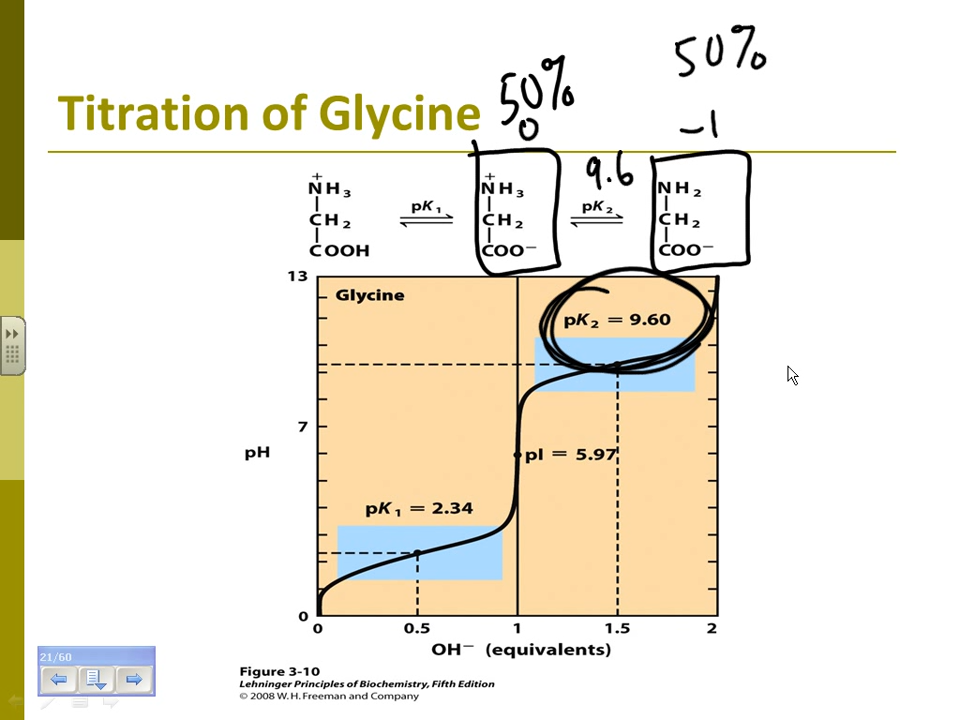 50%
50%
Titration of Glycine
0
–1
9.6
+
NH3
CH2
COOH
pK1
+
NH3
CH2
COO–
pK2
NH2
CH2
COO–
13
Glycine
pK2 = 9.60
7
pH
pI = 5.97
pK1 = 2.34
0
0
0.5
1
1.5
2
OH– (equivalents)
21/60
Figure 3-10
Lehninger Principles of Biochemistry, Fifth Edition
© 2008 W.H. Freeman and Company